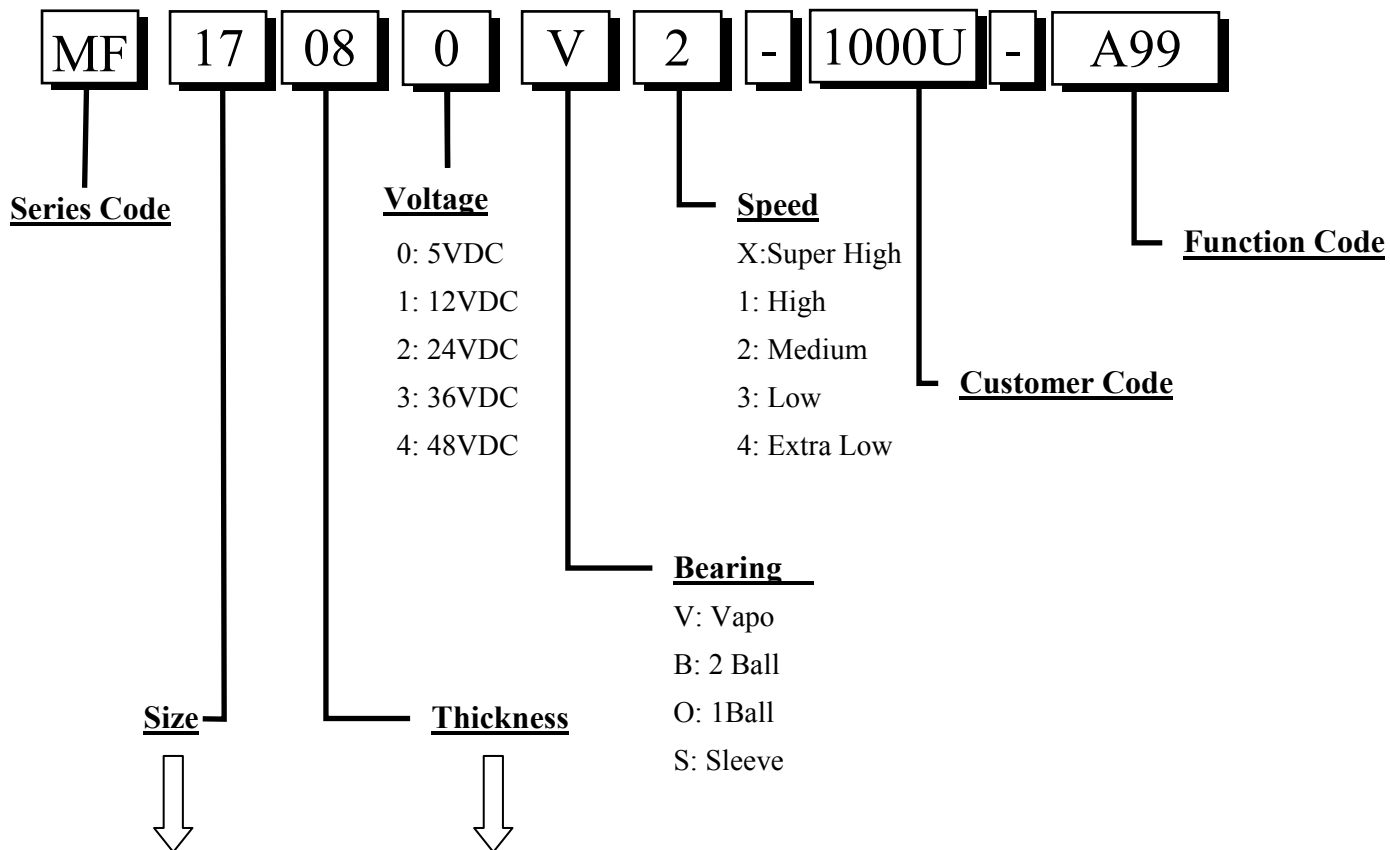 MF 17 08 0 V 2 - 1000U - A99
Series Code
Voltage
0: 5VDC
1: 12VDC
2: 24VDC
3: 36VDC
4: 48VDC
Speed
X:Super High
1: High
2: Medium
3: Low
4: Extra Low
Function Code
Customer Code
Bearing
V: Vapo
B: 2 Ball
O: 1Ball
S: Sleeve
Size
Thickness